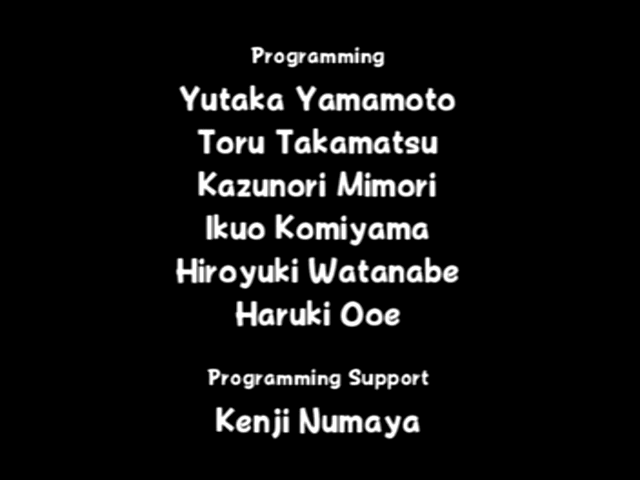 Programming
Yutaka Yamamoto
Toru Takamatsu
Kazunori Mimori
Ikuo Komiyama
Hiroyuki Watanabe
Haruki Ooe
Programming Support
Kenji Numaya